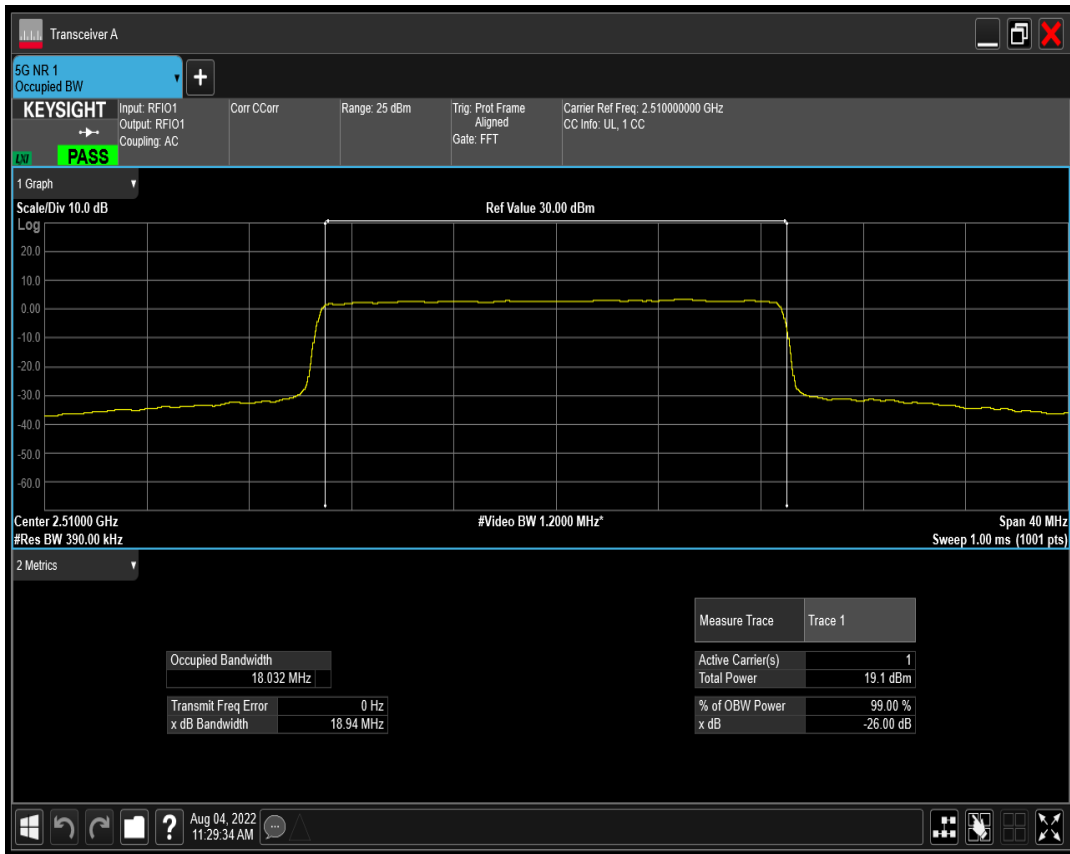 Transceiver A
5G NR 1
Occupied BW
+
KEYSIGHT
LXI
PASS
Input: RFIO1
Output: RFIO1
Coupling: AC
Corr CCorr
Range: 25 dBm
Trig: Prot Frame
Aligned
Gate: FFT
Carrier Ref Freq: 2.510000000 GHz
CC Info: UL, 1 CC
1 Graph
Scale/Div 10.0 dB
Ref Value 30.00 dBm
Log
20.0
10.0
0.00
-10.0
-20.0
-30.0
-40.0
-50.0
-60.0
Center 2.51000 GHz
#Video BW 1.2000 MHz*
Span 40 MHz
#Res BW 390.00 kHz
Sweep 1.00 ms (1001 pts)
2 Metrics
Measure Trace Trace 1
Occupied Bandwidth
18.032 MHz
Active Carrier(s) 1
Total Power 19.1 dBm
Transmit Freq Error 0 Hz
x dB Bandwidth 18.94 MHz
% of OBW Power 99.00 %
x dB -26.00 dB
?
Aug 04, 2022
11:29:34 AM